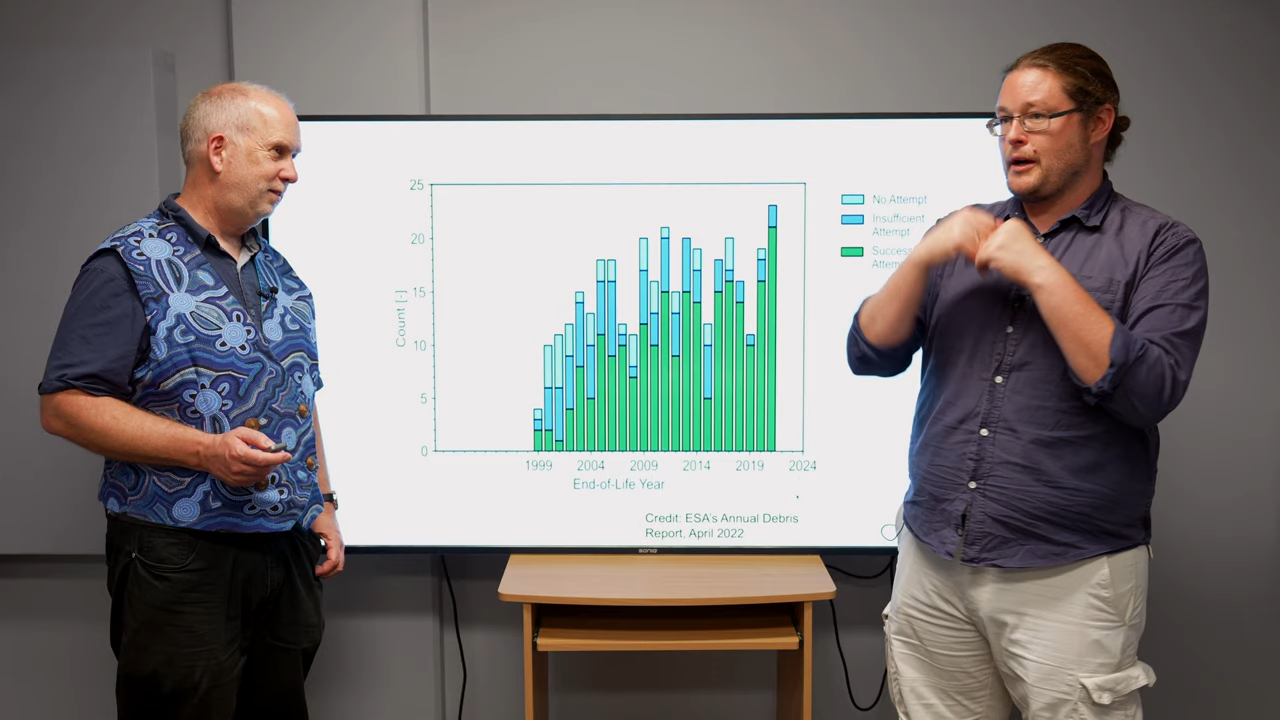 25
20
15
10
5
0
Count [-]
1999 2004 2009 2014 2019 2024
End-of-Life Year
No Attempt
Insufficient
Attempt
Credit: ESA's Annual Debris
Report, April 2022
soniq